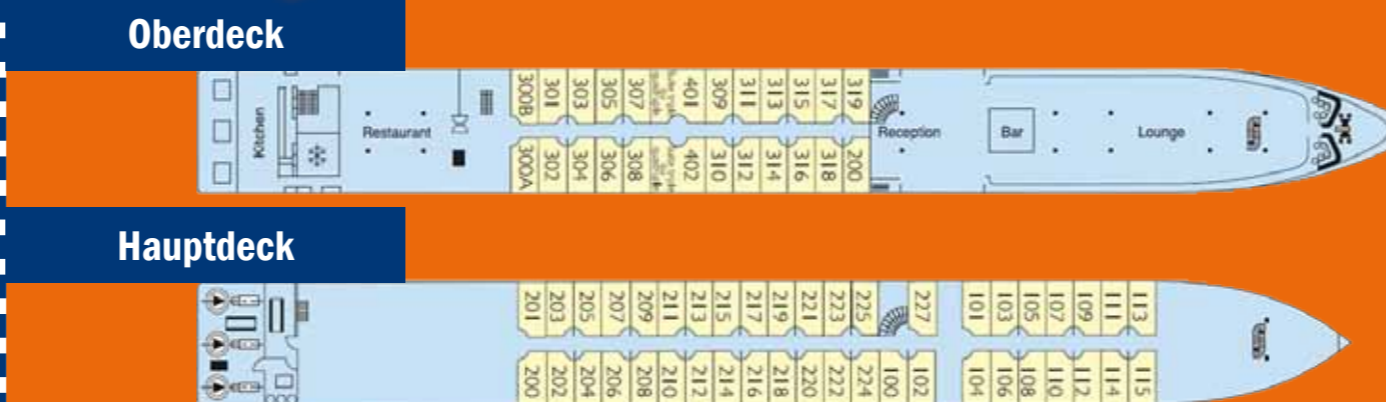 Oberdeck
Kitchen
Restaurant
300B 301 303 305 307 401 309 311 313 315 317 319
300A 302 304 306 308 402 310 312 314 316 318 200
Reception
Bar
Lounge
Hauptdeck
201 203 205 207 209 211 213 215 217 219 221 223 225 227 101 103 105 107 109 111 113
200 202 204 206 208 210 212 214 216 218 220 222 224 100 102 104 106 108 110 112 114 115